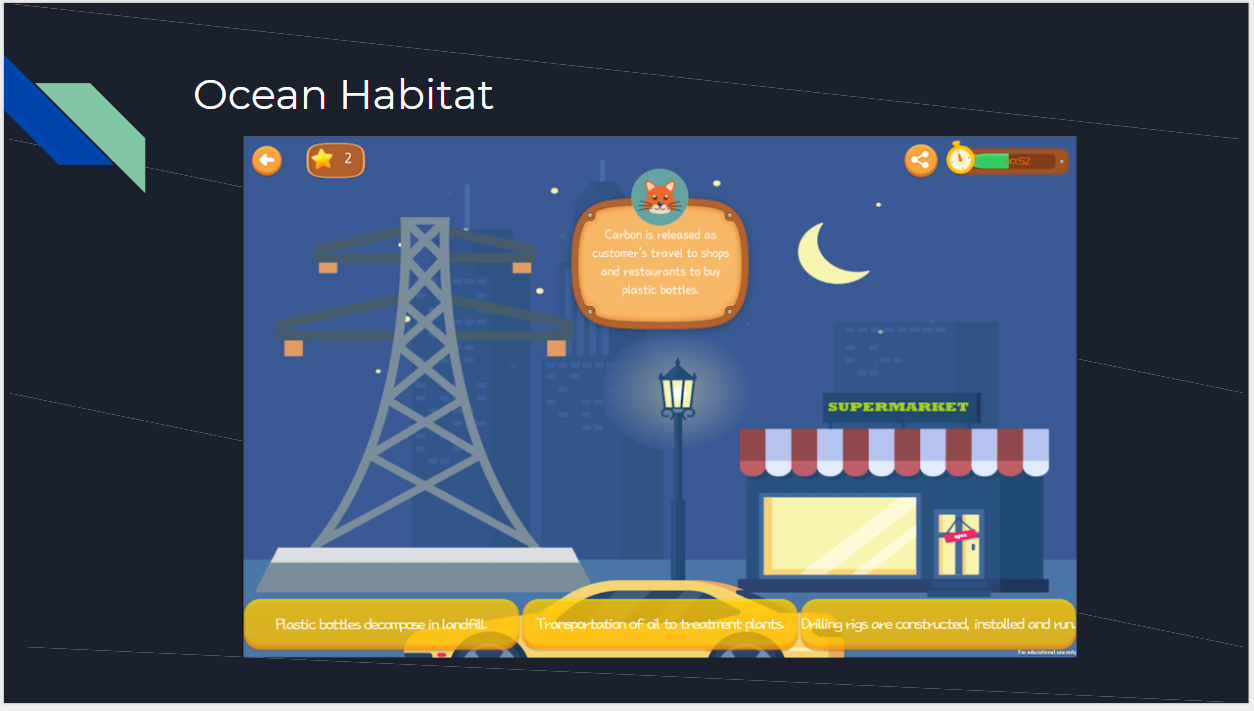 Ocean Habitat
2
00:52
Carbon is released as
customer's travel to shops
and restaurants to buy
plastic bottles.
SUPERMARKET
open
Plastic bottles decompose in landfill.
Transportation of oil to treatment plants.
Drilling rigs are constructed, installed and run.
For educational use only